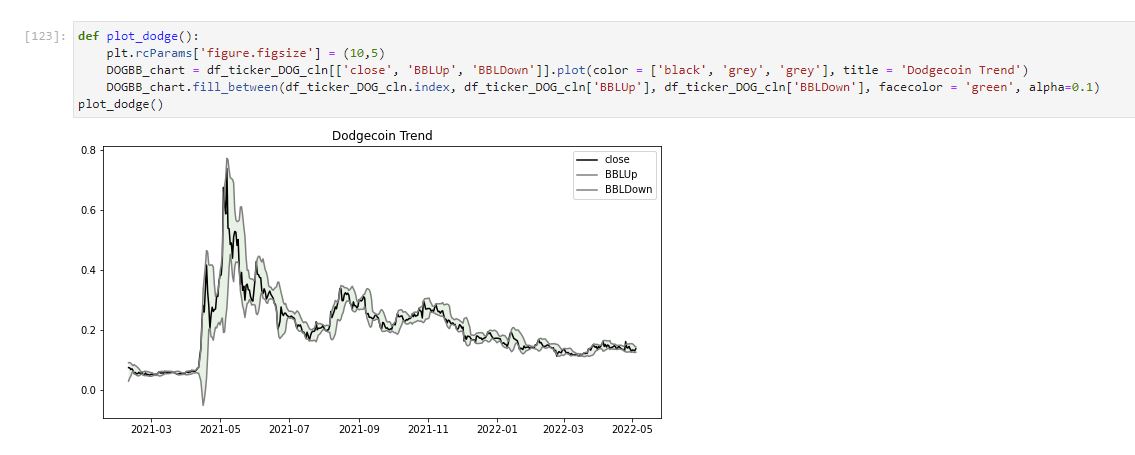 [123]: def plot_dodge():
plt.rcParams['figure.figsize'] = (10,5)
DOGBB_chart = df_ticker_DOG_cln[['close', 'BBLUp', 'BBLDown']].plot(color = ['black', 'grey', 'grey'], title = 'Dodgecoin Trend')
DOGBB_chart.fill_between(df_ticker_DOG_cln.index, df_ticker_DOG_cln['BBLUp'], df_ticker_DOG_cln['BBLDown'], facecolor = 'green', alpha=0.1)
plot_dodge()
Dodgecoin Trend
0.8
0.6
0.4
0.2
0.0
close
BBLUp
BBLDown
2021-03 2021-05 2021-07 2021-09 2021-11 2022-01 2022-03 2022-05